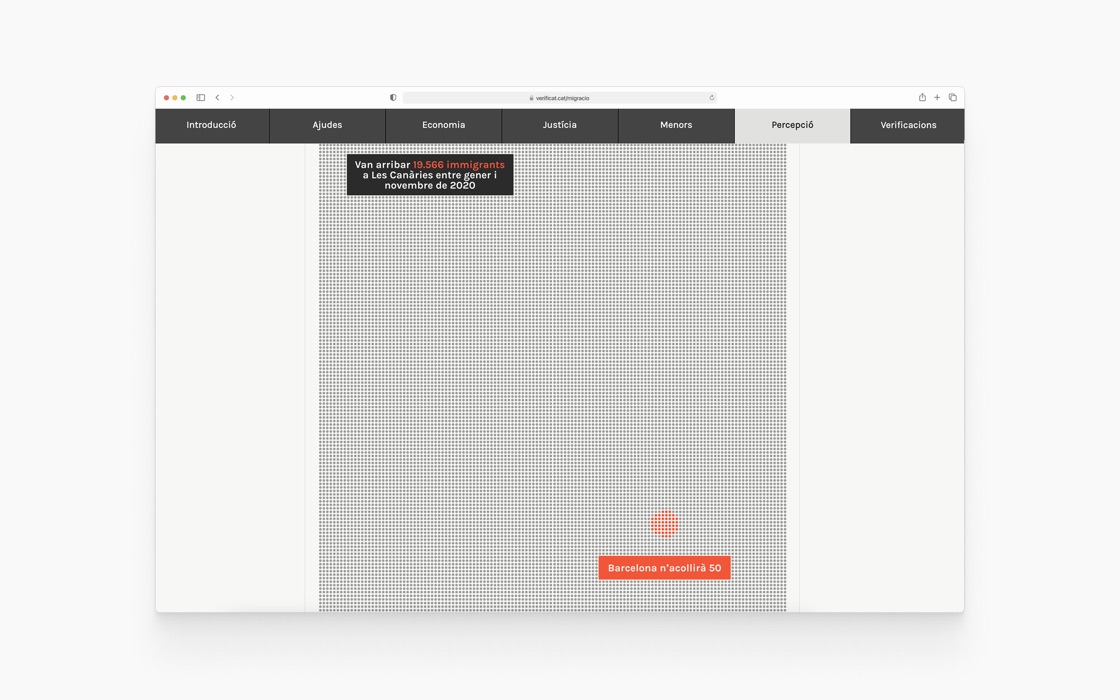 verificat.cat/migracio
Introducció
Ajudes
Economia
Justícia
Menors
Percepció
Verificacions
Van arribar 19.566 immigrants
a Les Canàries entre gener i
novembre de 2020
Barcelona n'acollirà 50